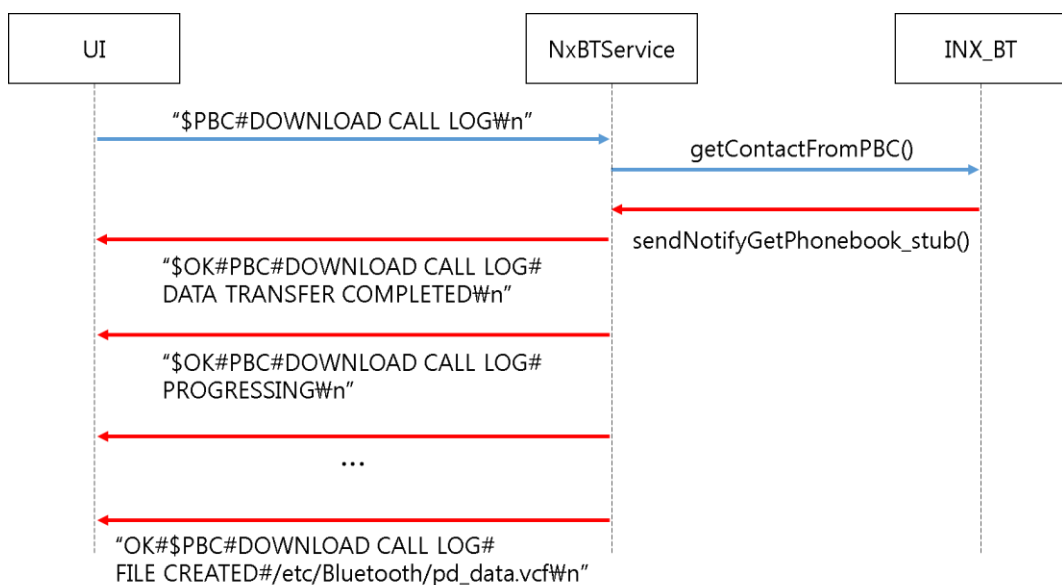 UI
NxBTService
INX_BT
“$PBC#DOWNLOAD CALL LOG₩n”
getContactFromPBC()
sendNotifyGetPhonebook_stub()
“$OK#PBC#DOWNLOAD CALL LOG#
DATA TRANSFER COMPLETED₩n”
“$OK#PBC#DOWNLOAD CALL LOG#
PROGRESSING₩n”
...
“OK#$PBC#DOWNLOAD CALL LOG#
FILE CREATED#/etc/Bluetooth/pd_data.vcf₩n”